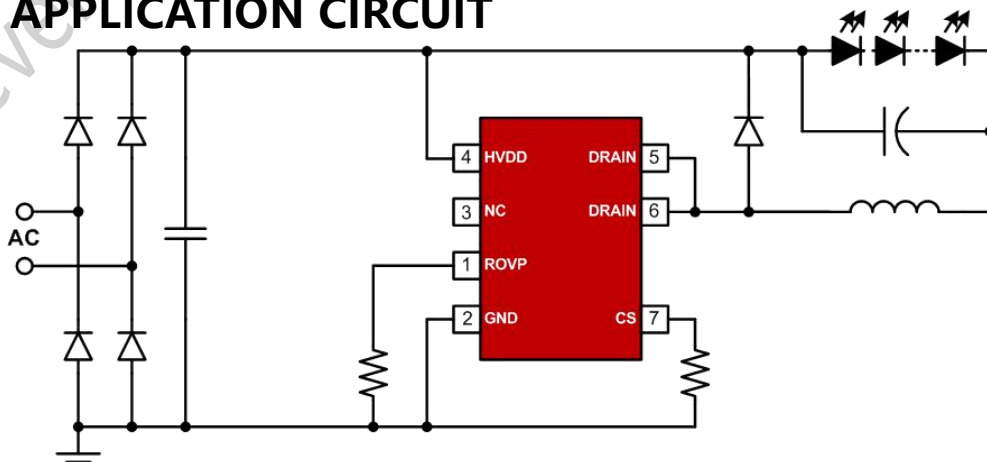 APPLICATION CIRCUIT
4 HVDD DRAIN 5
3 NC DRAIN 6
AC
1 ROVP
2 GND CS 7